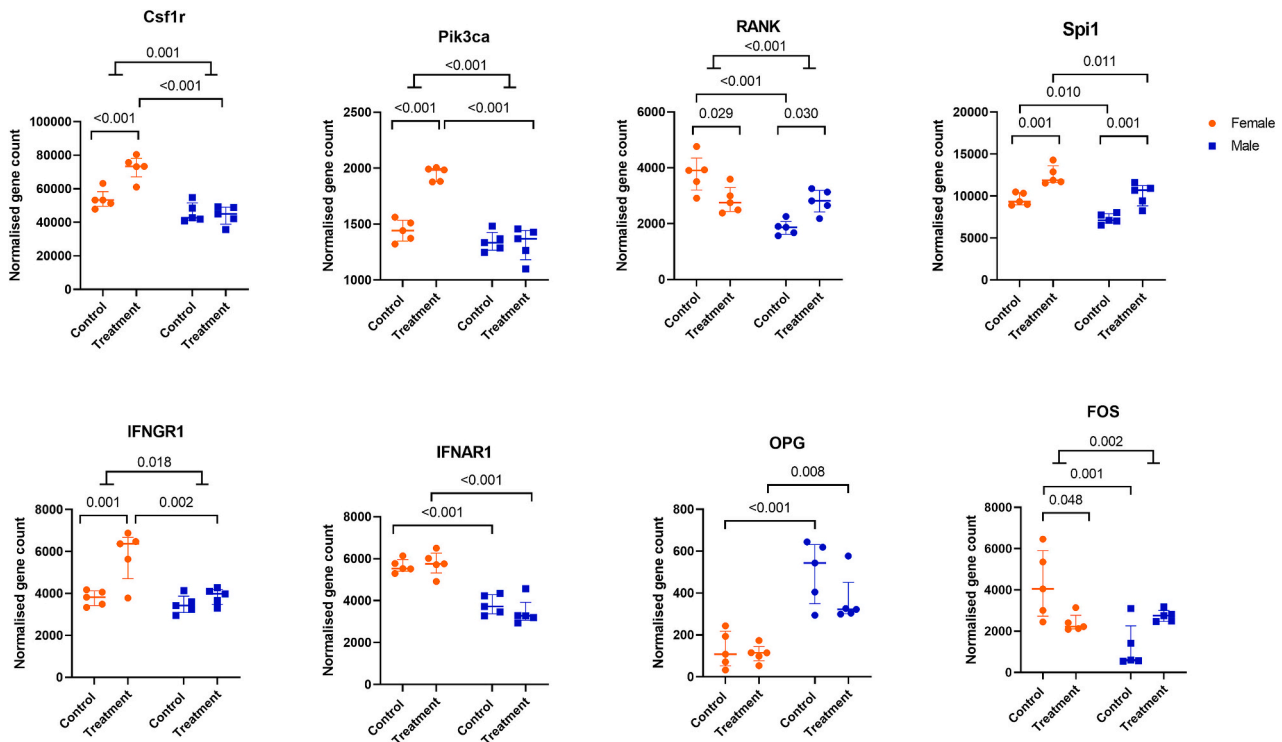 Csf1r
0.001
<0.001
<0.001
Normalised gene count
100000
80000
60000
40000
20000
0
Control
Treatment
Control
Treatment
Pik3ca
<0.001
<0.001
<0.001
Normalised gene count
2500
2000
1500
1000
Control
Treatment
Control
Treatment
RANK
<0.001
<0.001
0.029
0.030
Normalised gene count
6000
4000
2000
0
Control
Treatment
Control
Treatment
Spi1
0.011
0.010
0.001
0.001
Normalised gene count
20000
15000
10000
5000
0
Control
Treatment
Control
Treatment
Female
Male
IFNGR1
0.018
0.001
0.002
Normalised gene count
8000
6000
4000
2000
0
Control
Treatment
Control
Treatment
IFNAR1
<0.001
<0.001
Normalised gene count
8000
6000
4000
2000
0
Control
Treatment
Control
Treatment
OPG
0.008
<0.001
Normalised gene count
800
600
400
200
0
Control
Treatment
Control
Treatment
FOS
0.002
0.001
0.048
Normalised gene count
8000
6000
4000
2000
0
Control
Treatment
Control
Treatment